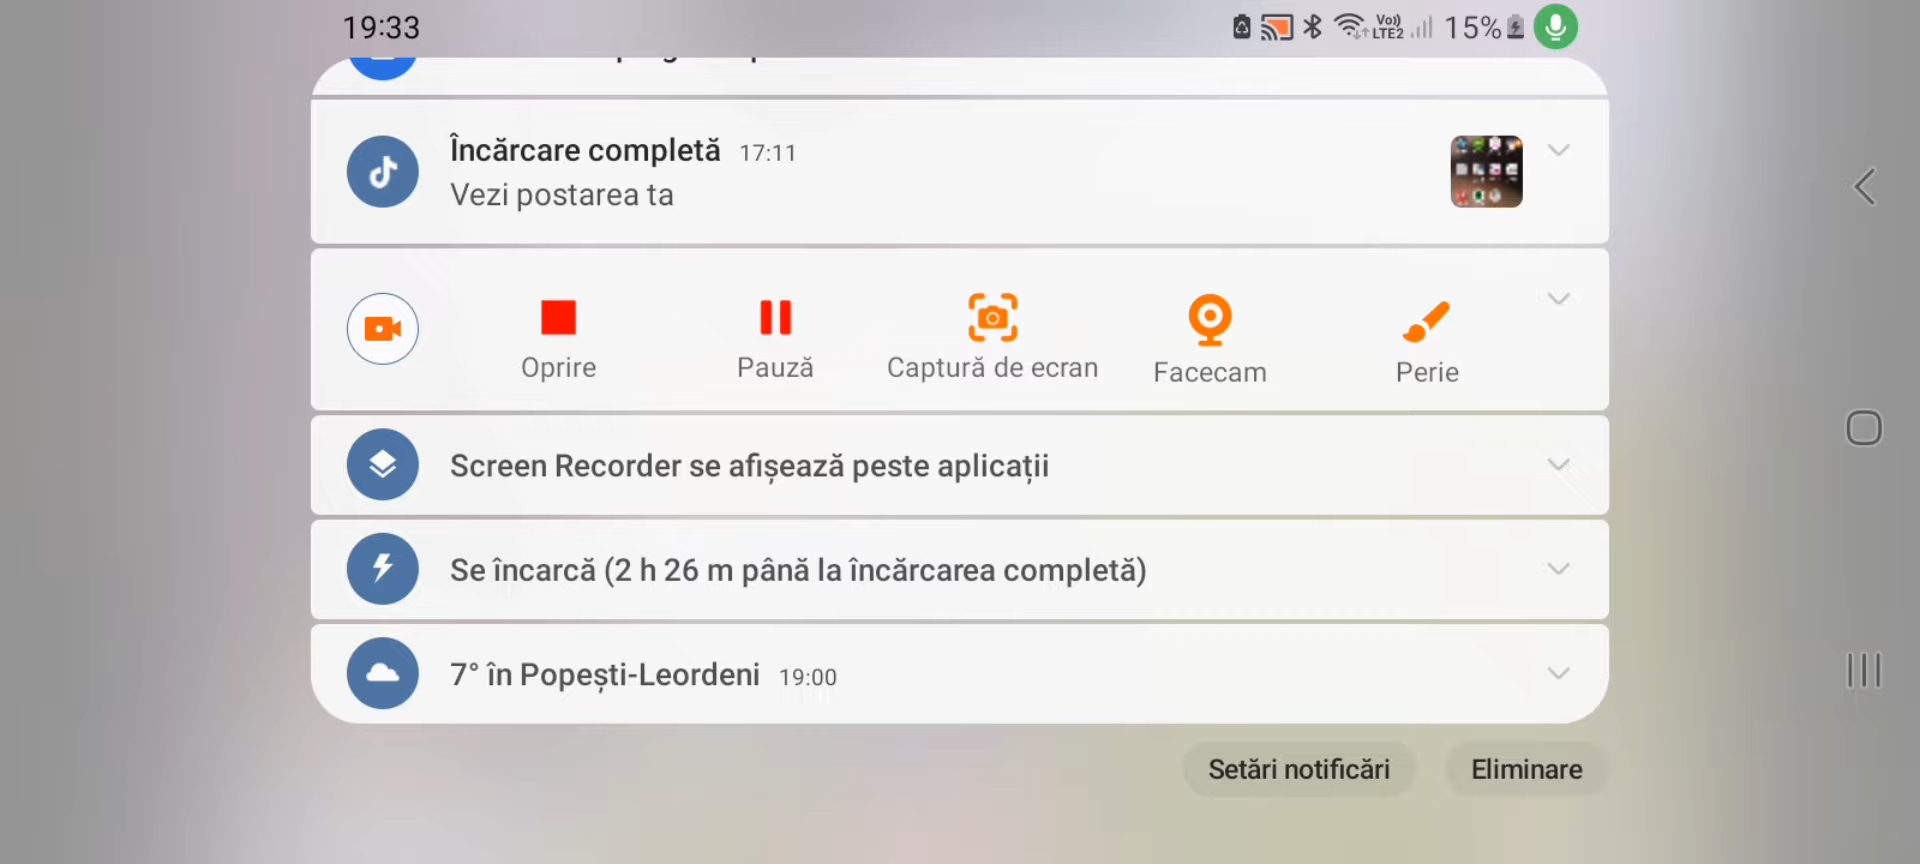 19:33
Vo)) LTE2 15%
Încărcare completă 17:11
Vezi postarea ta
Oprire Pauză Captură de ecran Facecam Perie
Screen Recorder se afișează peste aplicații
Se încarcă (2 h 26 m până la încărcarea completă)
7° în Popești-Leordeni 19:00
Setări notificări Eliminare